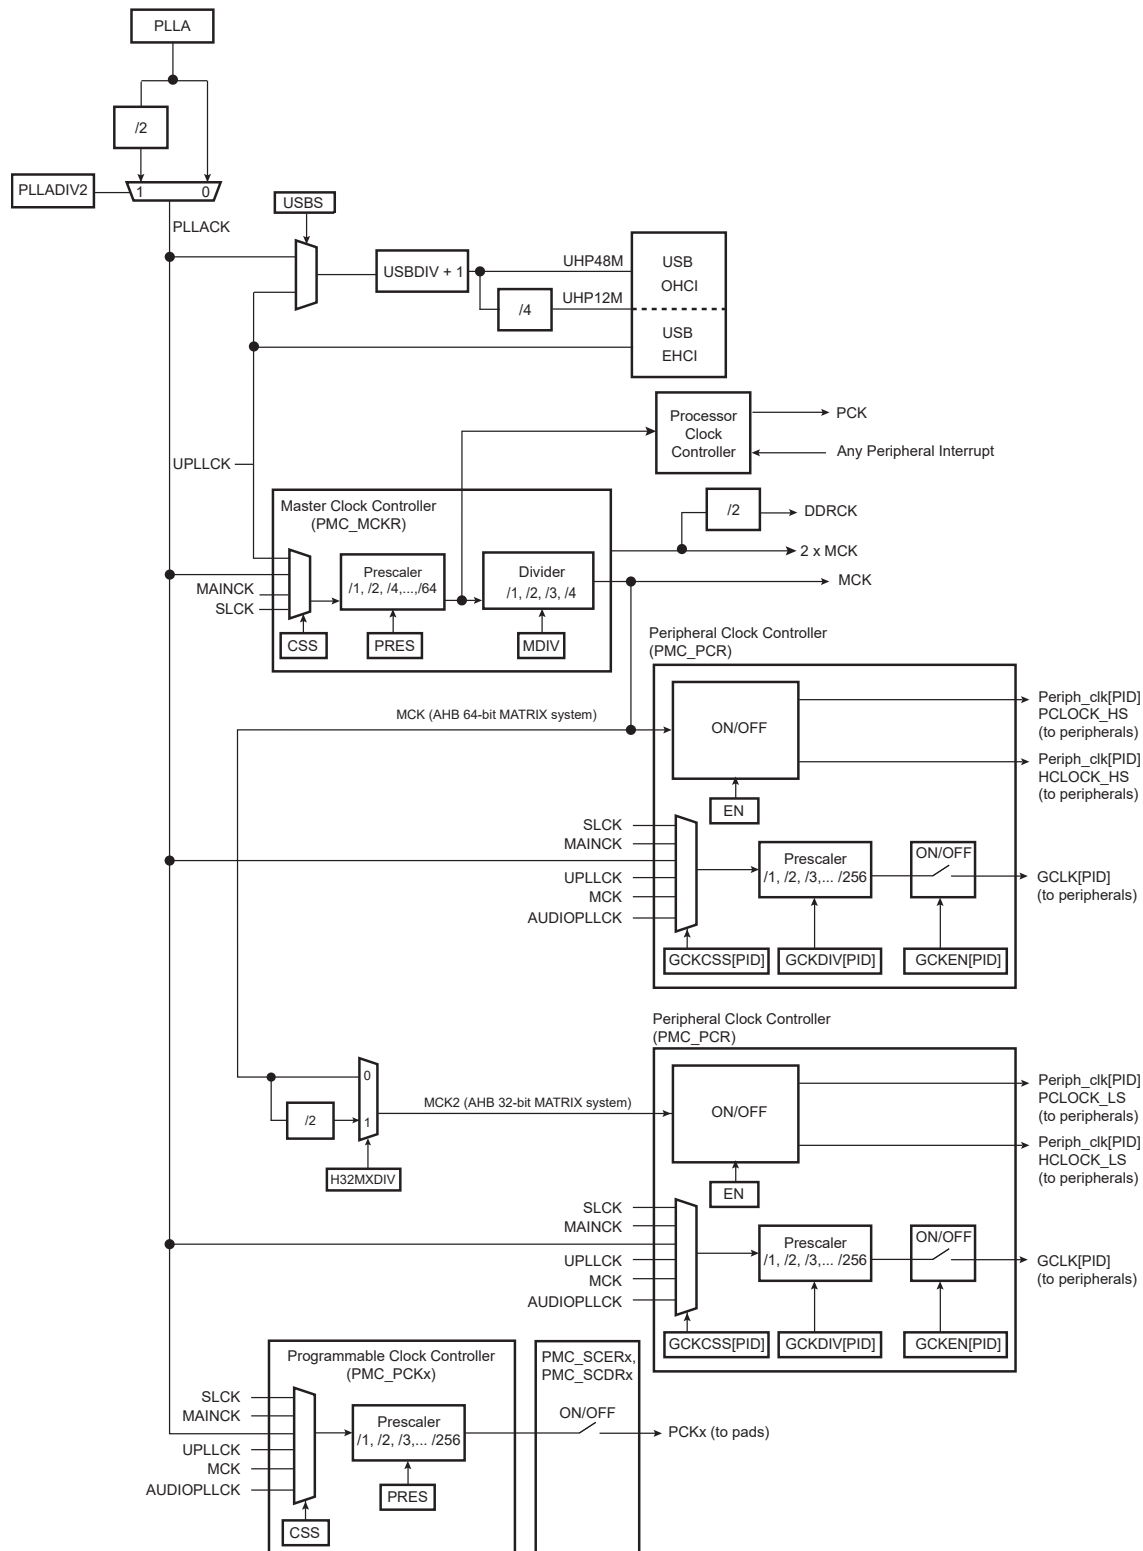 PLLA
/2
PLLADIV2
1
0
PLLACK
USBS
USBDIV + 1
UHP48M
/4
UHP12M
USB
OHCI
USB
EHCI
Processor
Clock
Controller
PCK
Any Peripheral Interrupt
UPLLCK
/2
DDRCK
2 x MCK
MCK
Master Clock Controller
(PMC_MCKR)
MAINCK
SLCK
Prescaler
/1, /2, /4,...,/64
Divider
/1, /2, /3, /4
CSS
PRES
MDIV
Peripheral Clock Controller
(PMC_PCR)
MCK (AHB 64-bit MATRIX system)
ON/OFF
EN
Periph_clk[PID]
PCLOCK_HS
(to peripherals)
Periph_clk[PID]
HCLOCK_HS
(to peripherals)
SLCK
MAINCK
UPLLCK
MCK
AUDIOPLLCK
Prescaler
/1, /2, /3,... /256
ON/OFF
GCLK[PID]
(to peripherals)
GCKCSS[PID]
GCKDIV[PID]
GCKEN[PID]
Peripheral Clock Controller
(PMC_PCR)
0
/2
1
H32MXDIV
MCK2 (AHB 32-bit MATRIX system)
ON/OFF
EN
Periph_clk[PID]
PCLOCK_LS
(to peripherals)
Periph_clk[PID]
HCLOCK_LS
(to peripherals)
SLCK
MAINCK
UPLLCK
MCK
AUDIOPLLCK
Prescaler
/1, /2, /3,... /256
ON/OFF
GCLK[PID]
(to peripherals)
GCKCSS[PID]
GCKDIV[PID]
GCKEN[PID]
Programmable Clock Controller
(PMC_PCKx)
SLCK
MAINCK
UPLLCK
MCK
AUDIOPLLCK
Prescaler
/1, /2, /3,... /256
PRES
CSS
PMC_SCERx,
PMC_SCDRx
ON/OFF
PCKx (to pads)